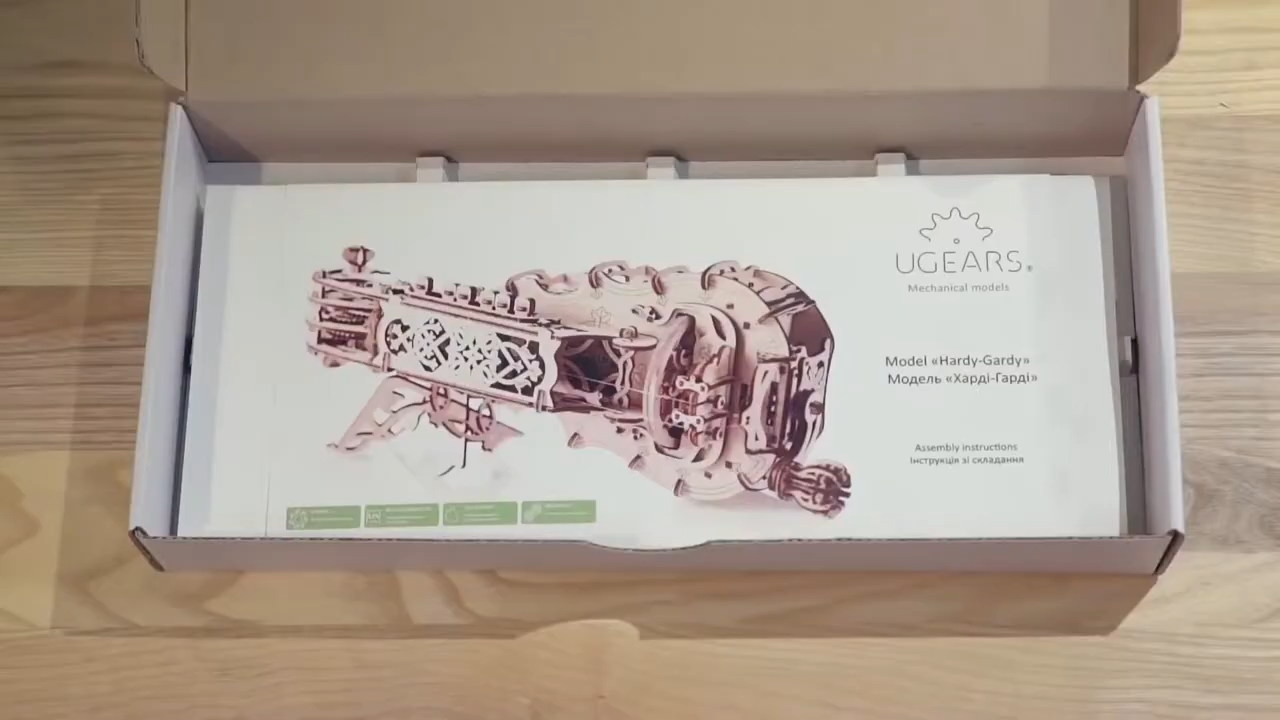 UGEARS®
Mechanical models
Model «Hardy-Gardy»
Модель «Харді-Гарді»
Assembly instructions
Інструкція зі складання